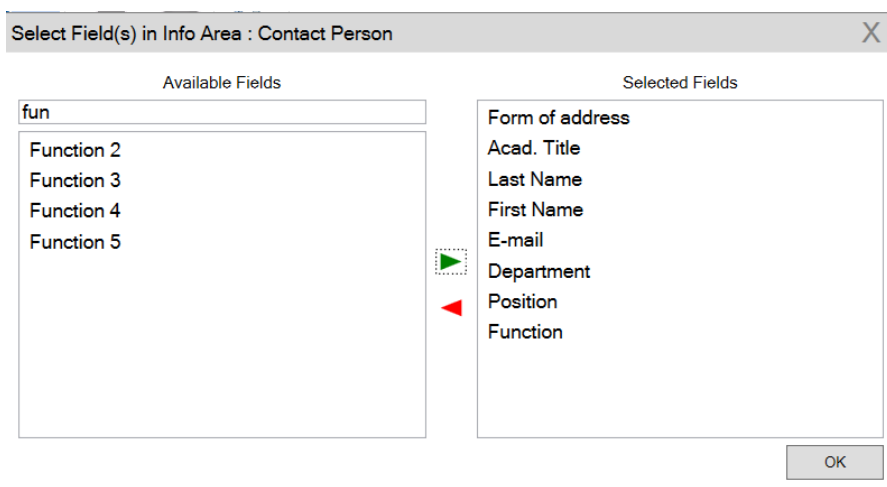 Select Field(s) in Info Area : Contact Person X
Available Fields
Selected Fields
fun
Function 2
Function 3
Function 4
Function 5
Form of address
Acad. Title
Last Name
First Name
E-mail
Department
Position
Function
OK